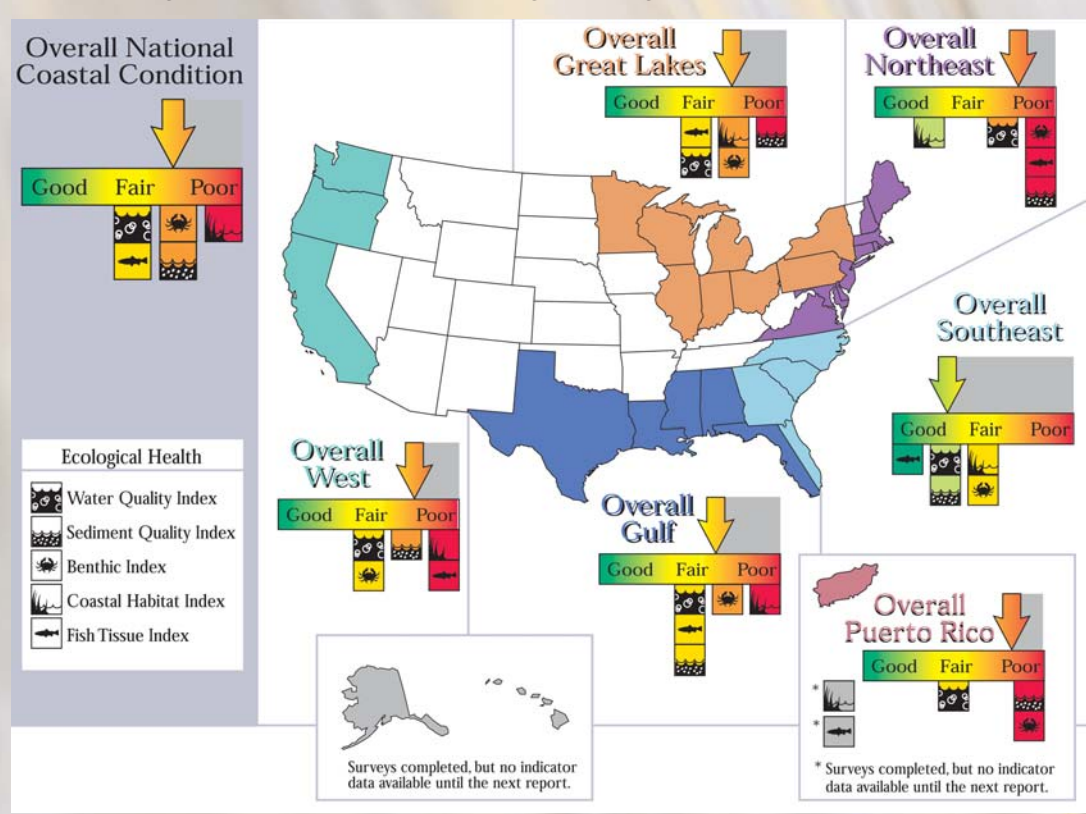 Overall National
Coastal Condition
Good Fair Poor
Ecological Health
Water Quality Index
Sediment Quality Index
Benthic Index
Coastal Habitat Index
Fish Tissue Index
Overall
Great Lakes
Good Fair Poor
Overall
Northeast
Good Fair Poor
Overall
Southeast
Good Fair Poor
Overall
West
Good Fair Poor
Overall
Gulf
Good Fair Poor
Overall
Puerto Rico
Good Fair Poor
*
*
* Surveys completed, but no indicator
data available until the next report.
Surveys completed, but no indicator
data available until the next report.